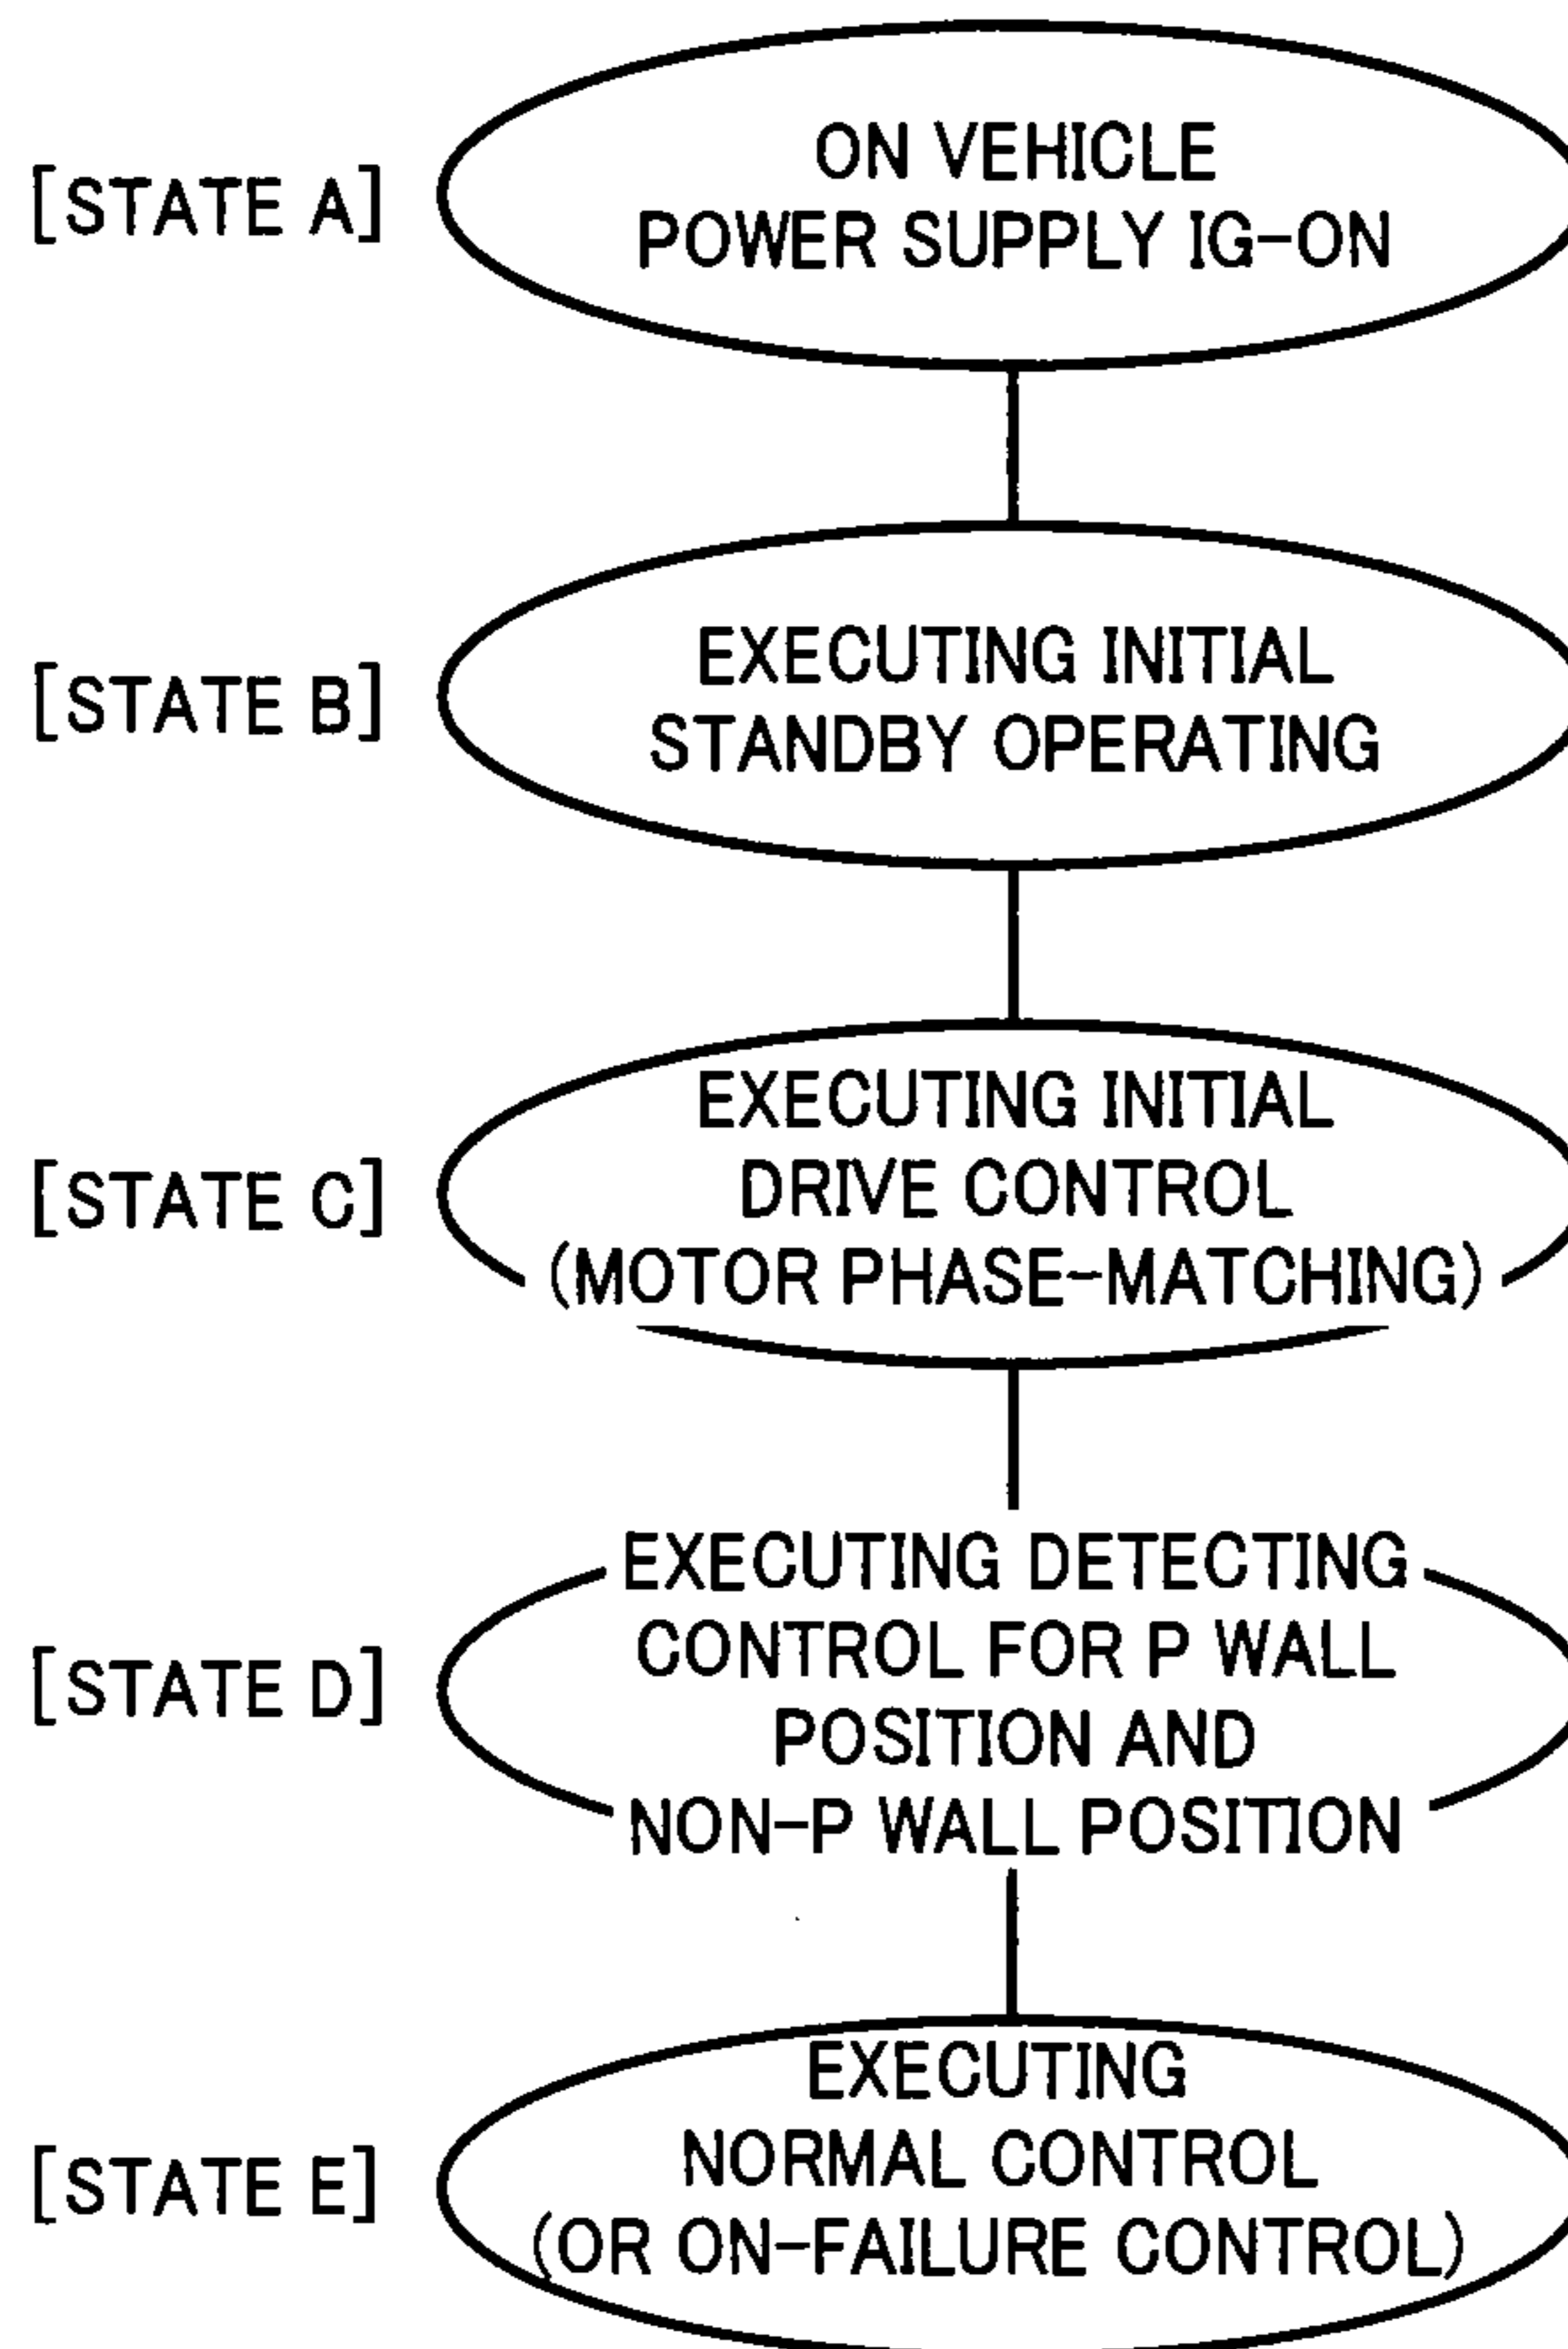 [STATE A]
ON VEHICLE
POWER SUPPLY IG-ON
[STATE B]
EXECUTING INITIAL
STANDBY OPERATING
[STATE C]
EXECUTING INITIAL
DRIVE CONTROL
(MOTOR PHASE-MATCHING)
[STATE D]
EXECUTING DETECTING
CONTROL FOR P WALL
POSITION AND
NON-P WALL POSITION
[STATE E]
EXECUTING
NORMAL CONTROL
(OR ON-FAILURE CONTROL)